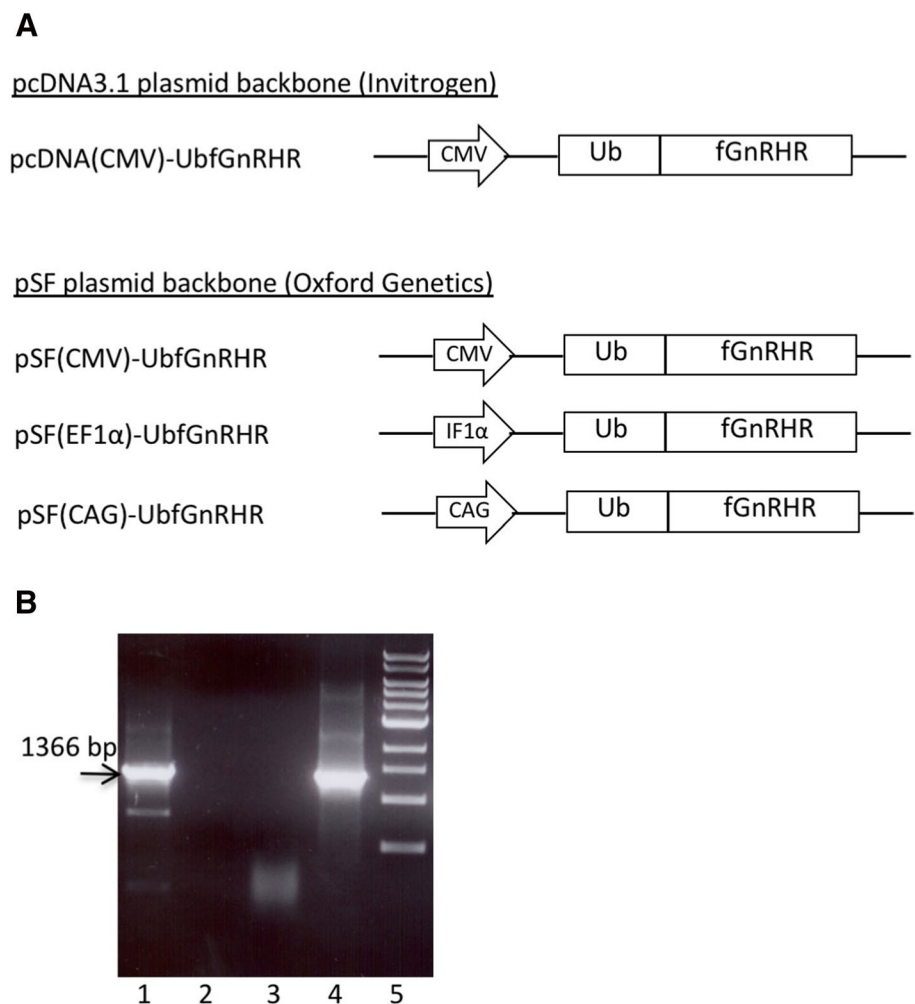 A
pcDNA3.1 plasmid backbone (Invitrogen)
pcDNA(CMV)-UbfGnRHR CMV Ub fGnRHR
pSF plasmid backbone (Oxford Genetics)
pSF(CMV)-UbfGnRHR CMV Ub fGnRHR
pSF(EF1α)-UbfGnRHR IF1α Ub fGnRHR
pSF(CAG)-UbfGnRHR CAG Ub fGnRHR
B
1366 bp
1 2 3 4 5